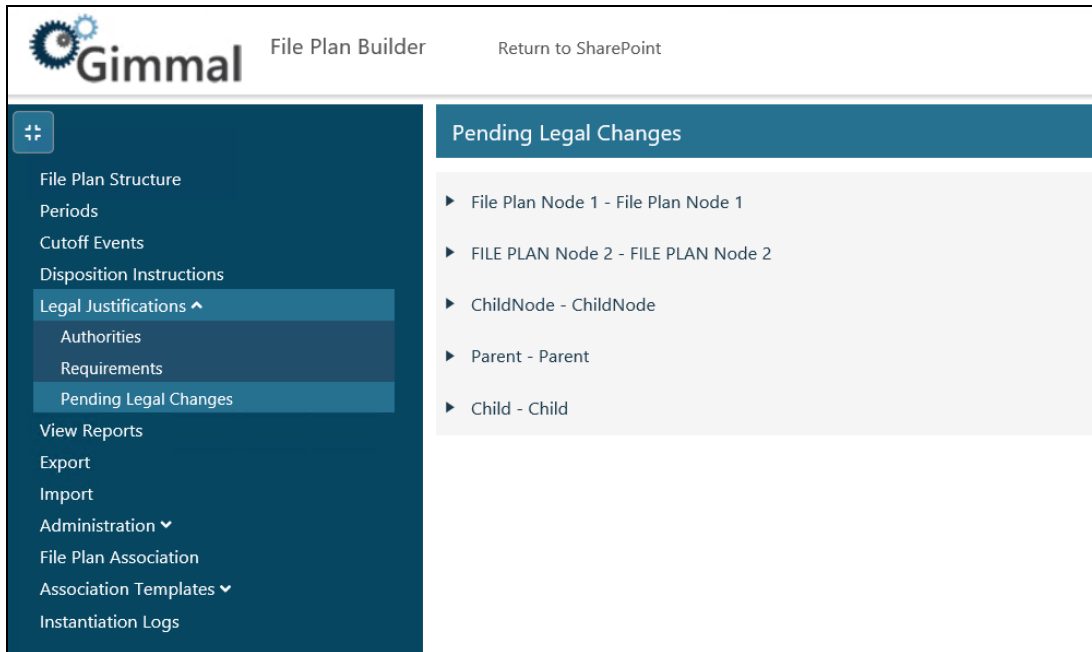 Gimmal
File Plan Builder
Return to SharePoint
File Plan Structure
Periods
Cutoff Events
Disposition Instructions
Legal Justifications
Authorities
Requirements
Pending Legal Changes
View Reports
Export
Import
Administration
File Plan Association
Association Templates
Instantiation Logs
Pending Legal Changes
File Plan Node 1 - File Plan Node 1
FILE PLAN Node 2 - FILE PLAN Node 2
ChildNode - ChildNode
Parent - Parent
Child - Child